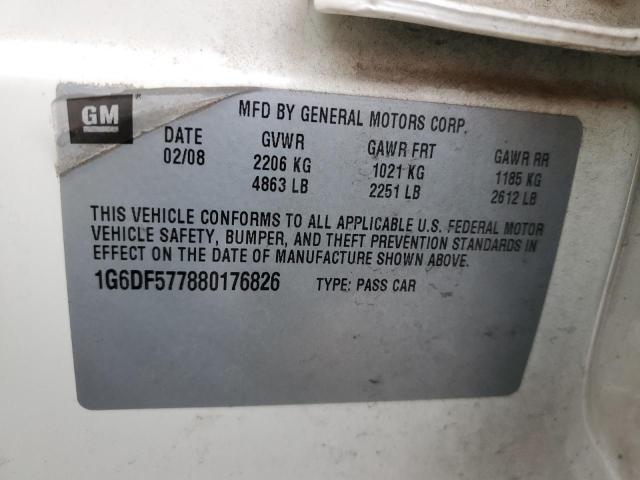 GM
MFD BY GENERAL MOTORS CORP.
DATE GVWR GAWR FRT GAWR RR
02/08 2206 KG 1021 KG 1185 KG
4863 LB 2251 LB 2612 LB
THIS VEHICLE CONFORMS TO ALL APPLICABLE U.S. FEDERAL MOTOR
VEHICLE SAFETY, BUMPER, AND THEFT PREVENTION STANDARDS IN
EFFECT ON THE DATE OF MANUFACTURE SHOWN ABOVE.
1G6DF577880176826 TYPE: PASS CAR